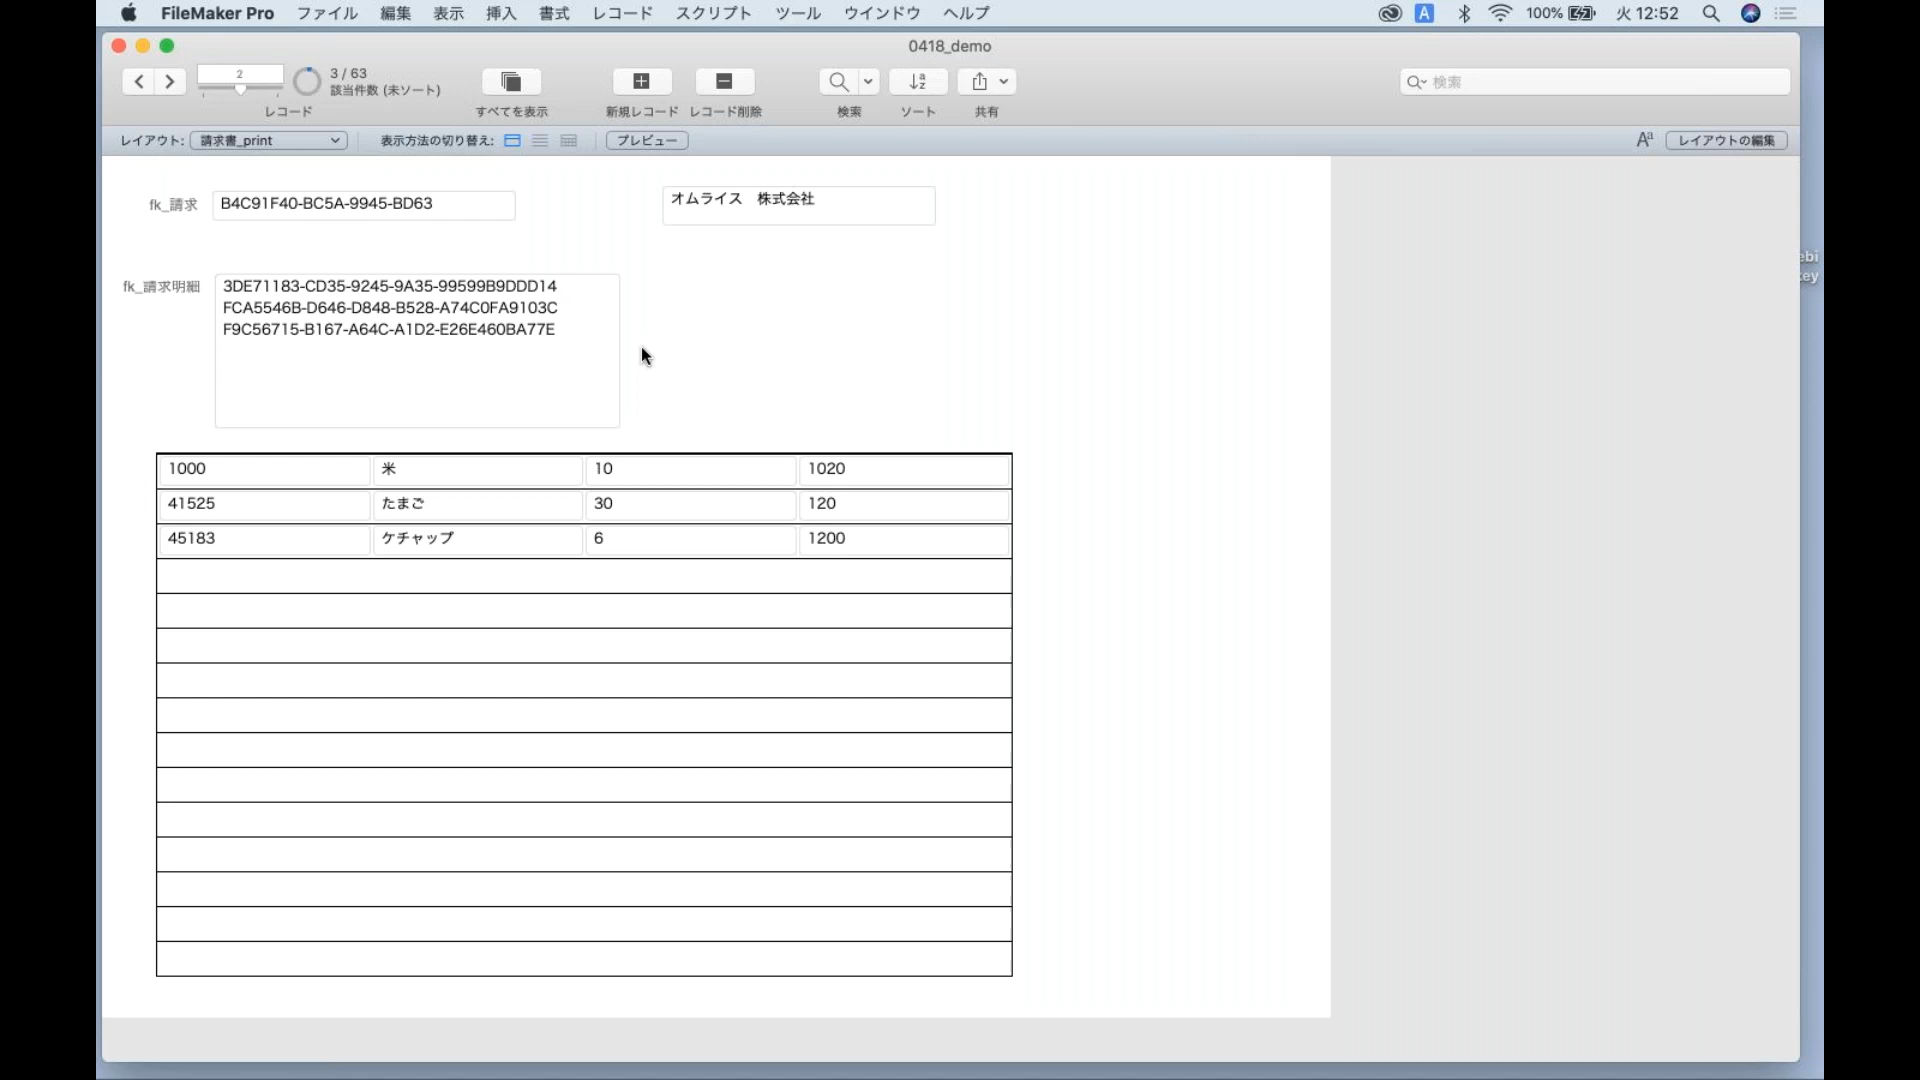 FileMaker Pro ファイル 編集 表示 挿入 書式 レコード スクリプト ツール ウインドウ ヘルプ A 100% 火 12:52
0418_demo
2
3 / 63
該当件数 (未ソート)
検索
レコード すべてを表示 新規レコード レコード削除 検索 ソート 共有
レイアウト: 請求書_print 表示方法の切り替え: プレビュー Aa レイアウトの編集
fk_請求 B4C91F40-BC5A-9945-BD63 オムライス 株式会社
ebi
key
fk_請求明細 3DE71183-CD35-9245-9A35-99599B9DDD14
FCA5546B-D646-D848-B528-A74C0FA9103C
F9C56715-B167-A64C-A1D2-E26E460BA77E
1000 米 10 1020
41525 たまご 30 120
45183 ケチャップ 6 1200